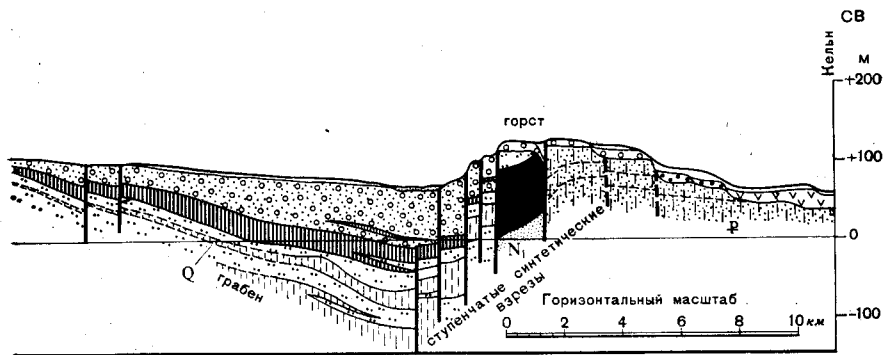 СВ
Кельн
м
+200
горст
+100
0
N
₽
Q
грабен
ступенчатые синтетические
взрезы
Горизонтальный масштаб
0 2 4 6 8 10 км
-100